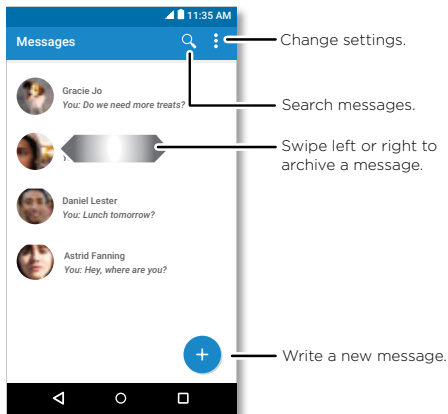 11:35 AM
Messages
Change settings.
Gracie Jo
You: Do we need more treats?
Search messages.
Swipe left or right to
archive a message.
Daniel Lester
You: Lunch tomorrow?
Astrid Fanning
You: Hey, where are you?
+
Write a new message.